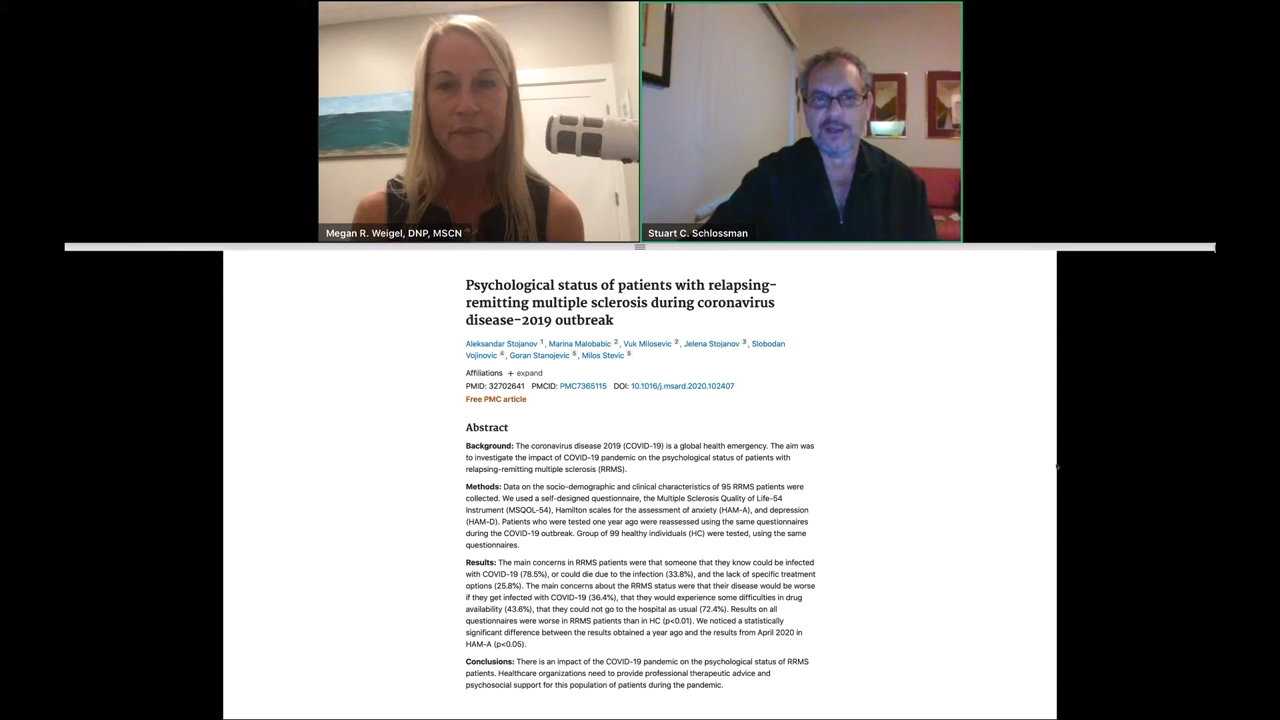 Megan R. Weigel, DNP, MSCN
Stuart C. Schlossman
Psychological status of patients with relapsing-
remitting multiple sclerosis during coronavirus
disease-2019 outbreak
Aleksandar Stojanov 1, Marina Malobabic 2, Vuk Milosevic 2, Jelena Stojanov 3, Slobodan
Vojinovic 4, Goran Stanojevic 5, Milos Stevic 5
Affiliations + expand
PMID: 32702641 PMCID: PMC7365115 DOI: 10.1016/j.msard.2020.102407
Free PMC article
Abstract
Background: The coronavirus disease 2019 (COVID-19) is a global health emergency. The aim was
to investigate the impact of COVID-19 pandemic on the psychological status of patients with
relapsing-remitting multiple sclerosis (RRMS).
Methods: Data on the socio-demographic and clinical characteristics of 95 RRMS patients were
collected. We used a self-designed questionnaire, the Multiple Sclerosis Quality of Life-54
Instrument (MSQOL-54), Hamilton scales for the assessment of anxiety (HAM-A), and depression
(HAM-D). Patients who were tested one year ago were reassessed using the same questionnaires
during the COVID-19 outbreak. Group of 99 healthy individuals (HC) were tested, using the same
questionnaires.
Results: The main concerns in RRMS patients were that someone that they know could be infected
with COVID-19 (78.5%), or could die due to the infection (33.8%), and the lack of specific treatment
options (25.8%). The main concerns about the RRMS status were that their disease would be worse
if they get infected with COVID-19 (36.4%), that they would experience some difficulties in drug
availability (43.6%), that they could not go to the hospital as usual (72.4%). Results on all
questionnaires were worse in RRMS patients than in HC (p<0.01). We noticed a statistically
significant difference between the results obtained a year ago and the results from April 2020 in
HAM-A (p<0.05).
Conclusions: There is an impact of the COVID-19 pandemic on the psychological status of RRMS
patients. Healthcare organizations need to provide professional therapeutic advice and
psychosocial support for this population of patients during the pandemic.